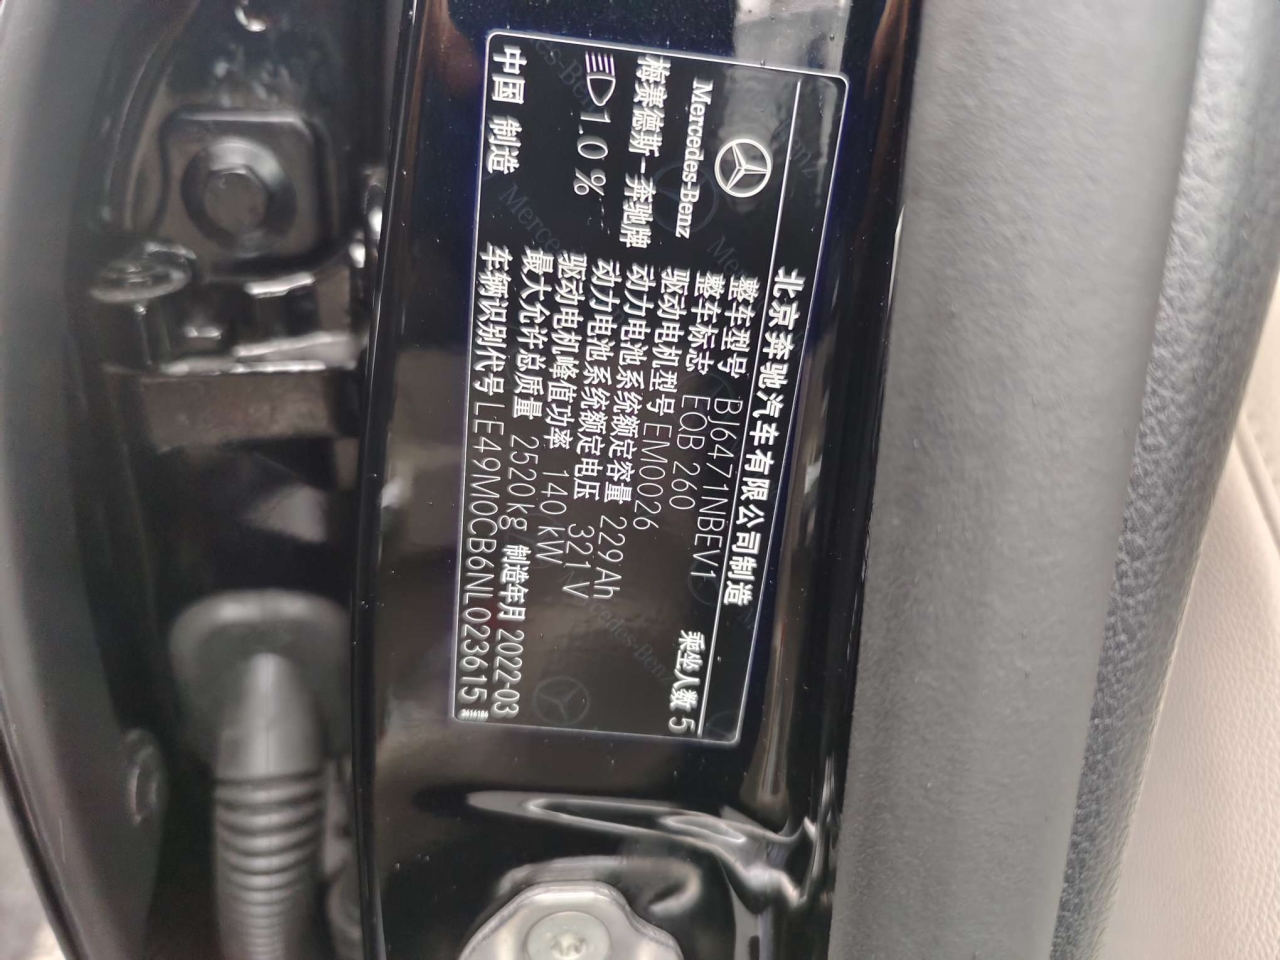 北京奔驰汽车有限公司制造
Mercedes-Benz
梅赛德斯-奔驰牌
1.0%
中国 制造
整车型号 BJ6471NBEV1
整车标志 EQB 260
乘坐人数 5
驱动电机型号 EM0026
动力电池系统额定容量 229Ah
动力电池系统额定电压 321V
驱动电机峰值功率 140 kW
最大允许总质量 2520kg 制造年月 2022-03
车辆识别代号 LE49M0CB6NL023615